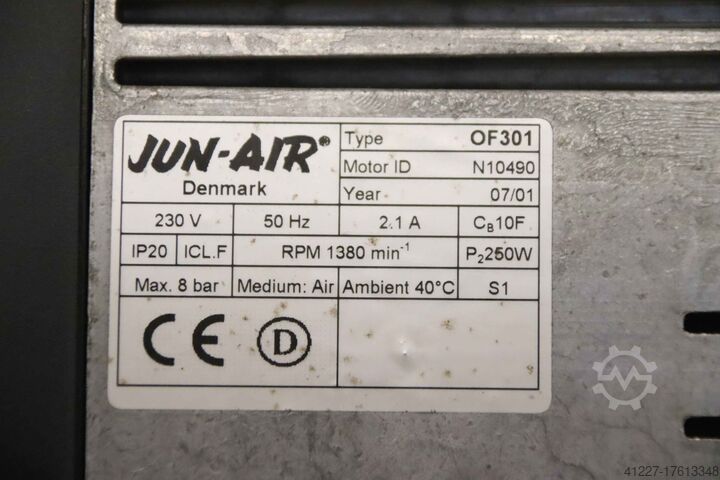 JUN-AIR®
Denmark
Type OF301
Motor ID N10490
Year 07/01
230 V 50 Hz 2.1 A C_B10F
IP20 ICL.F RPM 1380 min⁻¹ P₂250W
Max. 8 bar Medium: Air Ambient 40°C S1
CE D
41227-17613348